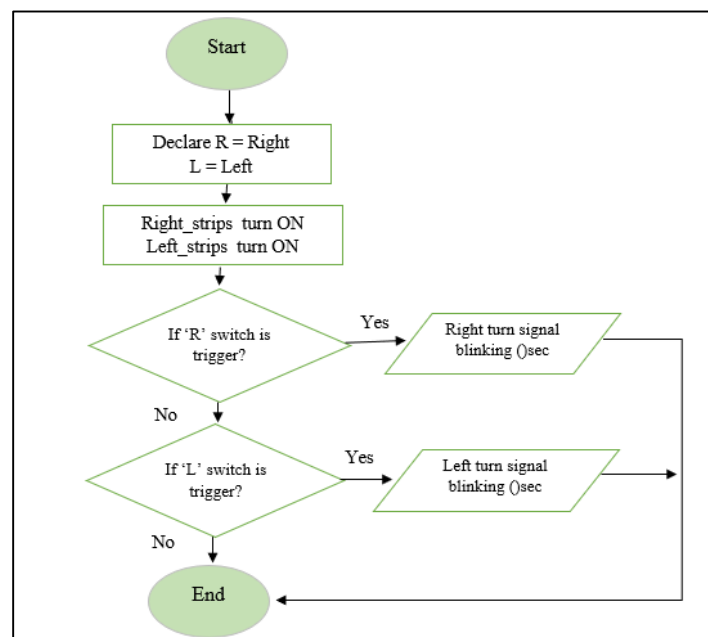 Start
Declare R = Right
L = Left
Right_strips turn ON
Left_strips turn ON
If ‘R’ switch is
trigger?
Yes
Right turn signal
blinking ()sec
No
If ‘L’ switch is
trigger?
Yes
Left turn signal
blinking ()sec
No
End